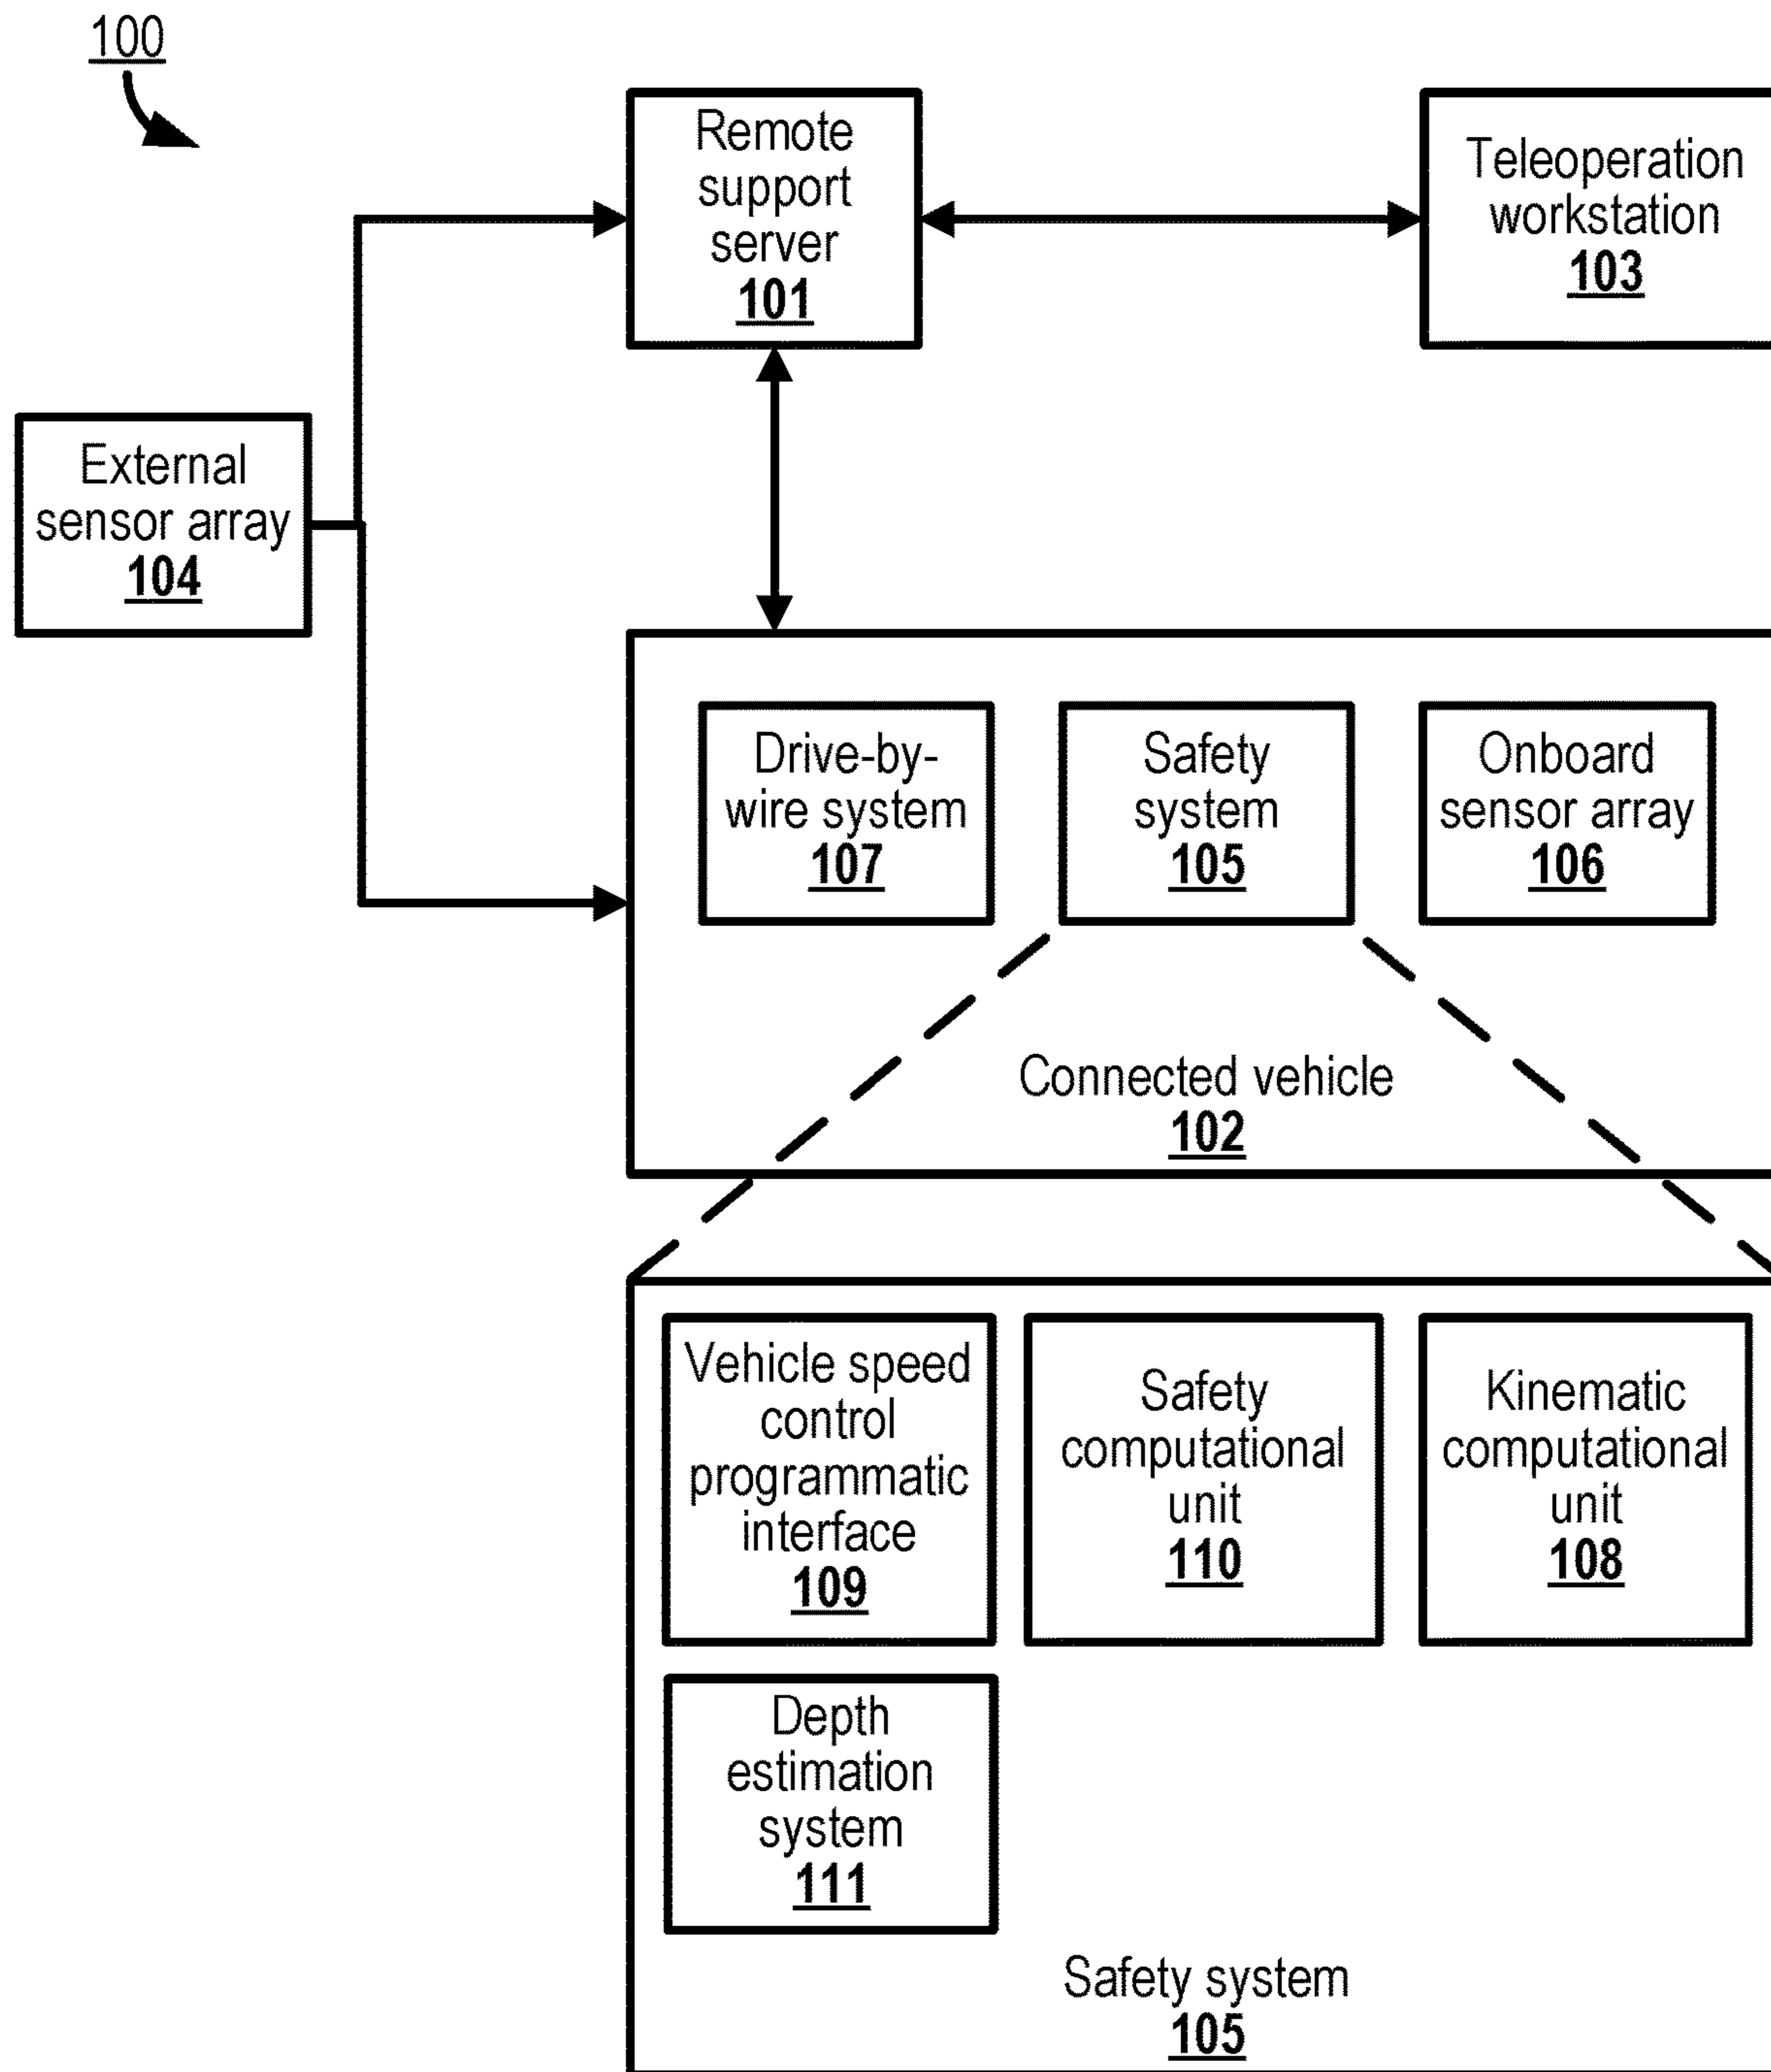 100
Remote
support
server
101
Teleoperation
workstation
103
External
sensor array
104
Drive-by-
wire system
107
Safety
system
105
Onboard
sensor array
106
Connected vehicle
102
Vehicle speed
control
programmatic
interface
109
Safety
computational
unit
110
Kinematic
computational
unit
108
Depth
estimation
system
111
Safety system
105